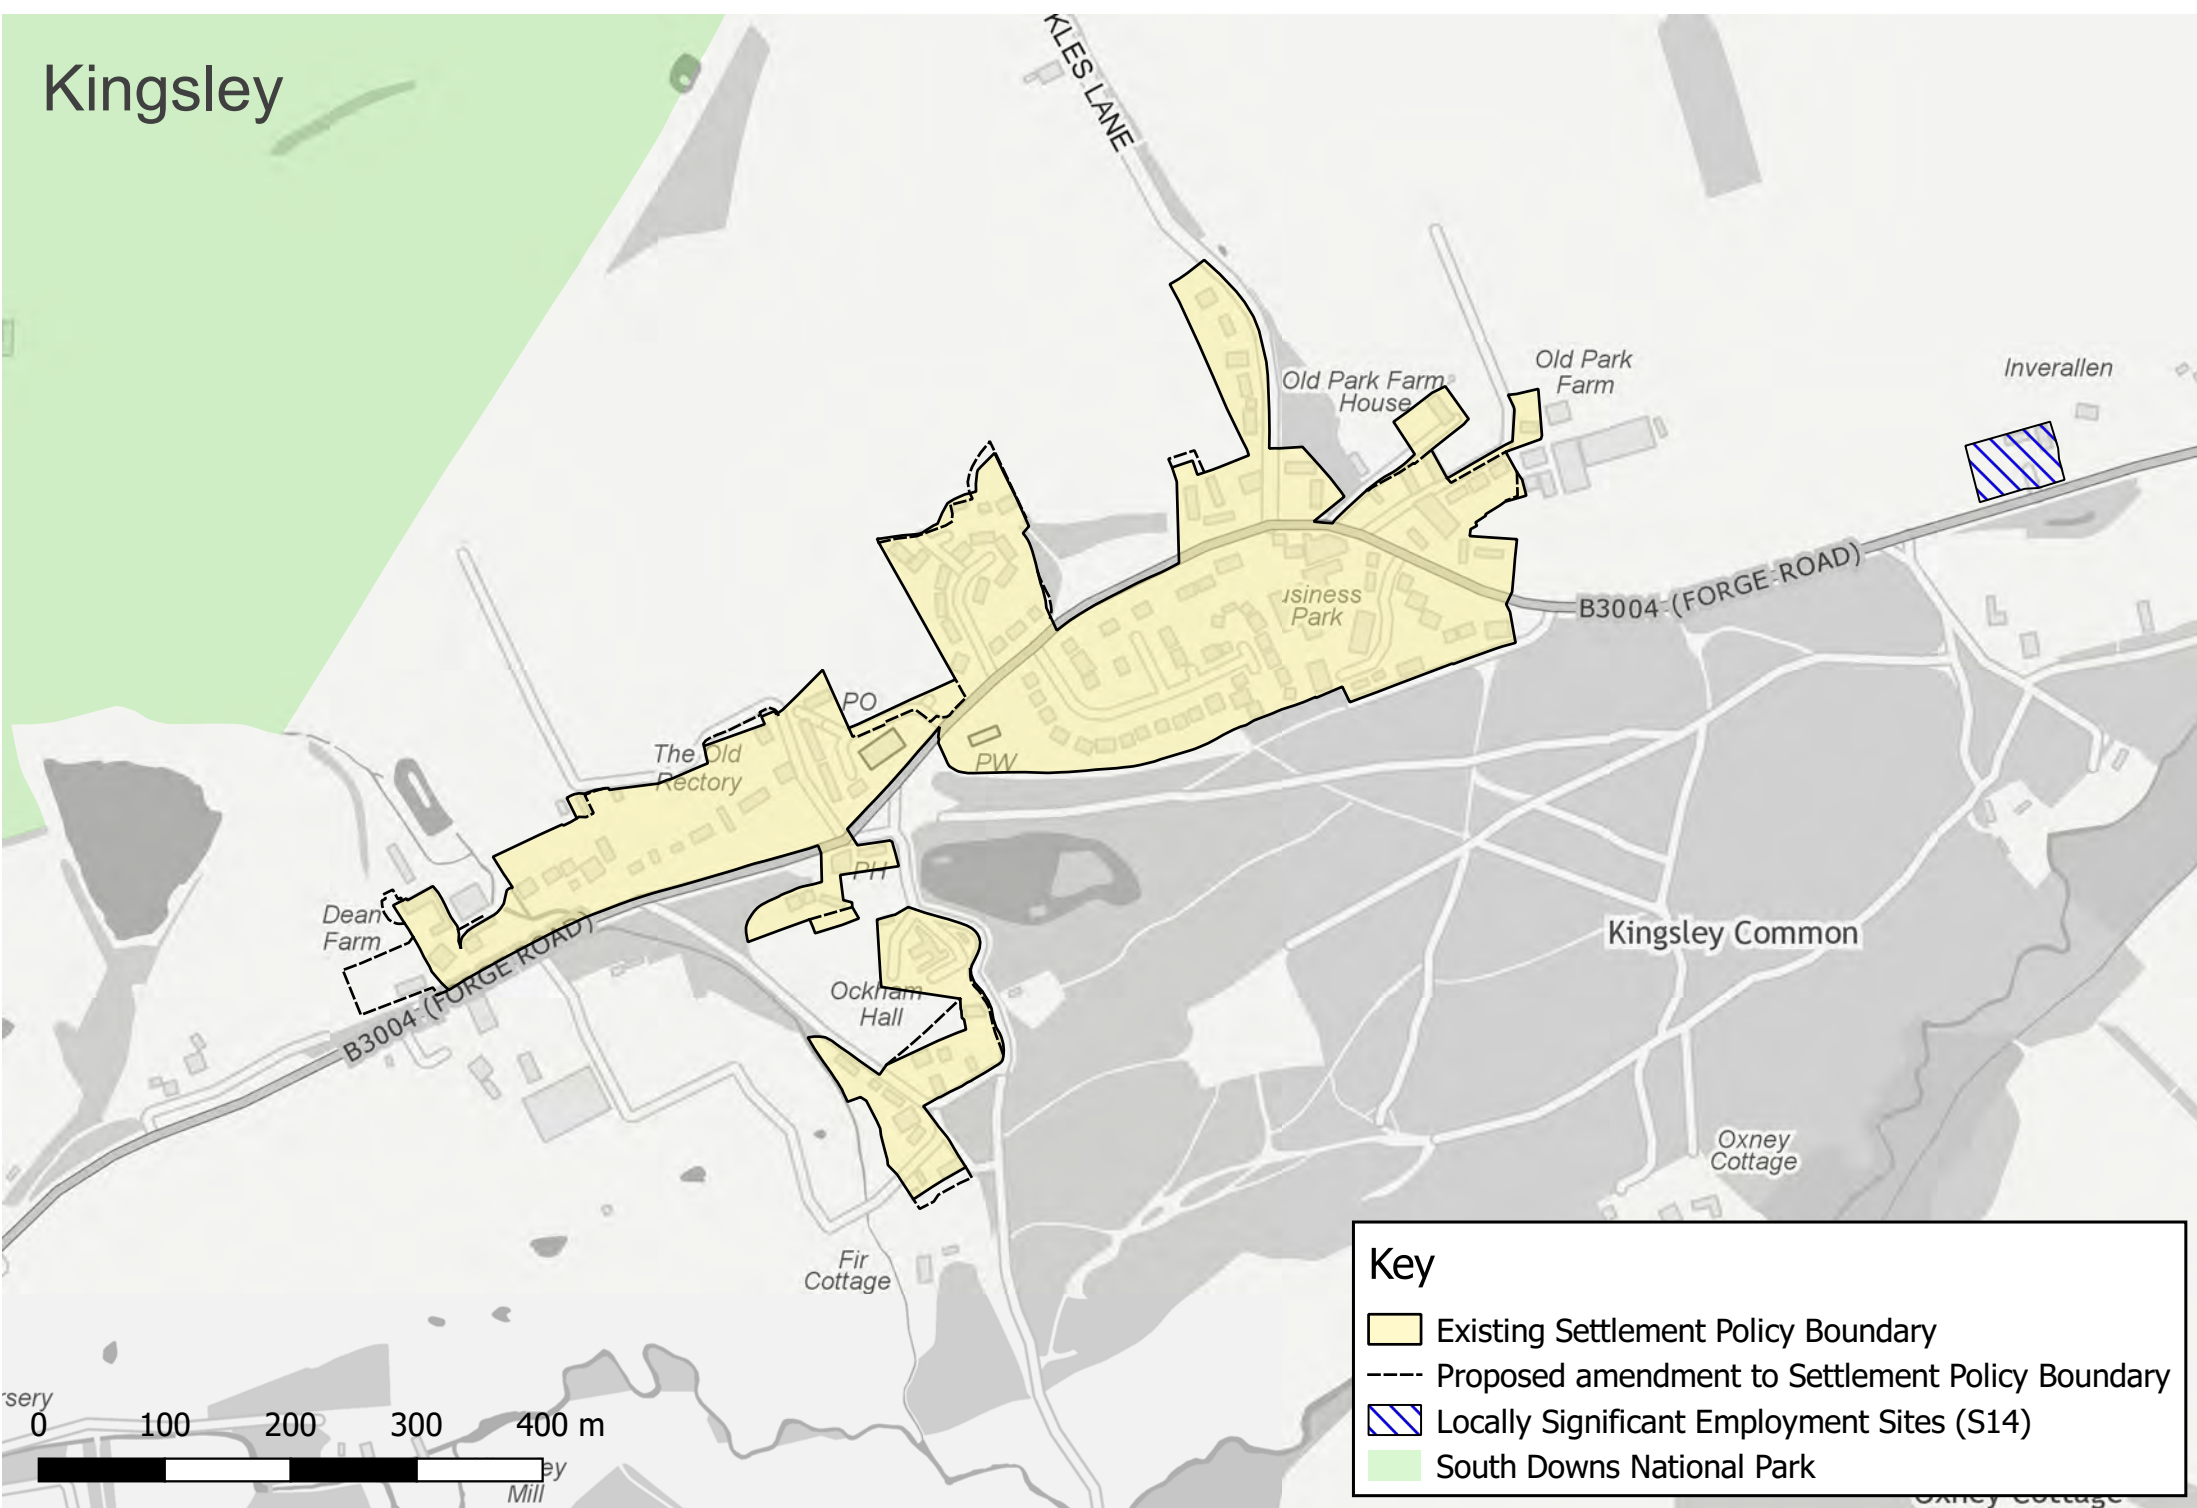 Kingsley
KLES LANE
Old Park
Farm
Inverallen
Old Park Farm
House
B3004 (FORGE ROAD)
Park
PO
The Old
Rectory
PW
PH
Dean
Farm
Kingsley Common
Ockham
Hall
B3004 (FORGE ROAD)
Oxney
Cottage
Fir
Cottage
Key
Existing Settlement Policy Boundary
Proposed amendment to Settlement Policy Boundary
Locally Significant Employment Sites (S14)
South Downs National Park
0 100 200 300 400 m
Mill